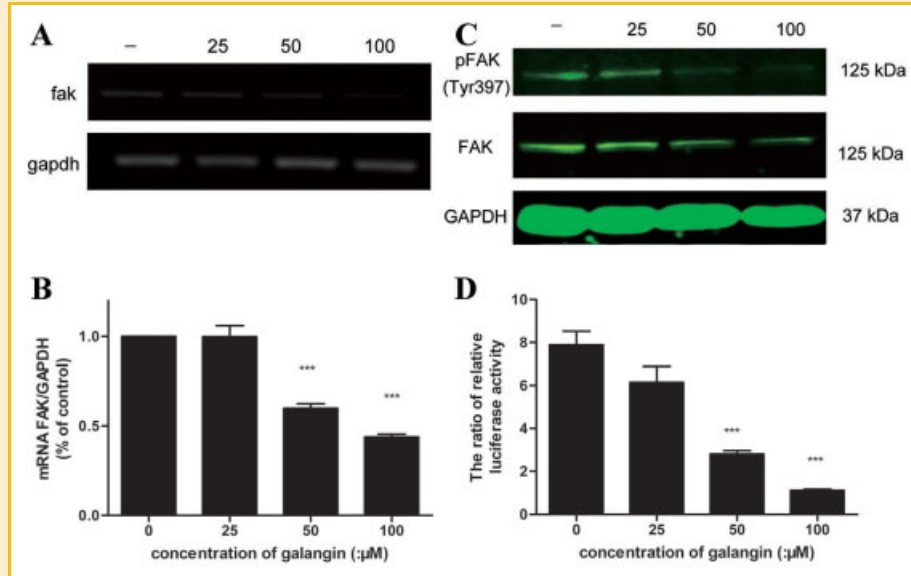 A
– 25 50 100
fak
gapdh
C
– 25 50 100
pFAK
(Tyr397)
125 kDa
FAK
125 kDa
GAPDH
37 kDa
B
mRNA FAK/GAPDH
(% of control)
1.0
0.5
0.0
***
***
0 25 50 100
concentration of galangin (:µM)
D
The ratio of relative
luciferase activity
10
8
6
4
2
0
***
***
0 25 50 100
concentration of galangin (:µM)